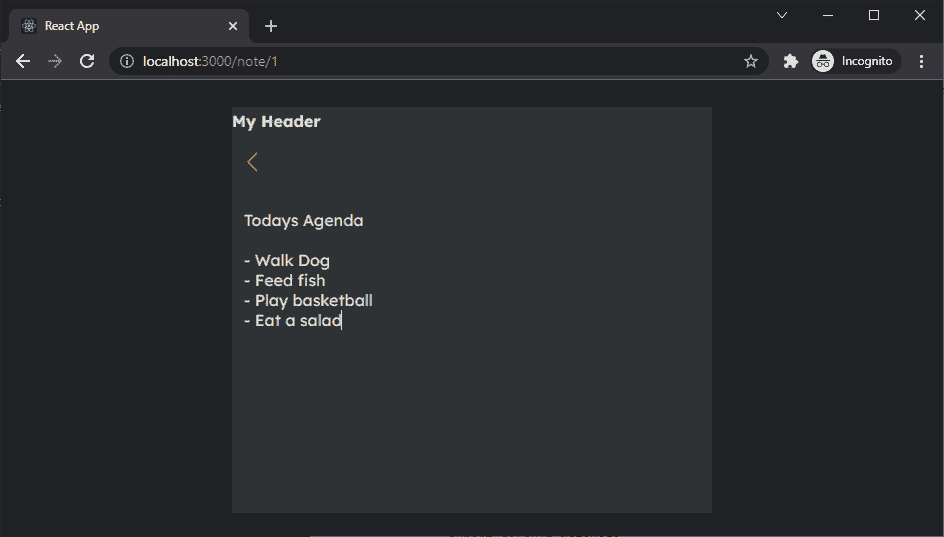 React App
localhost:3000/note/1
Incognito
My Header
Todays Agenda
- Walk Dog
- Feed fish
- Play basketball
- Eat a salad